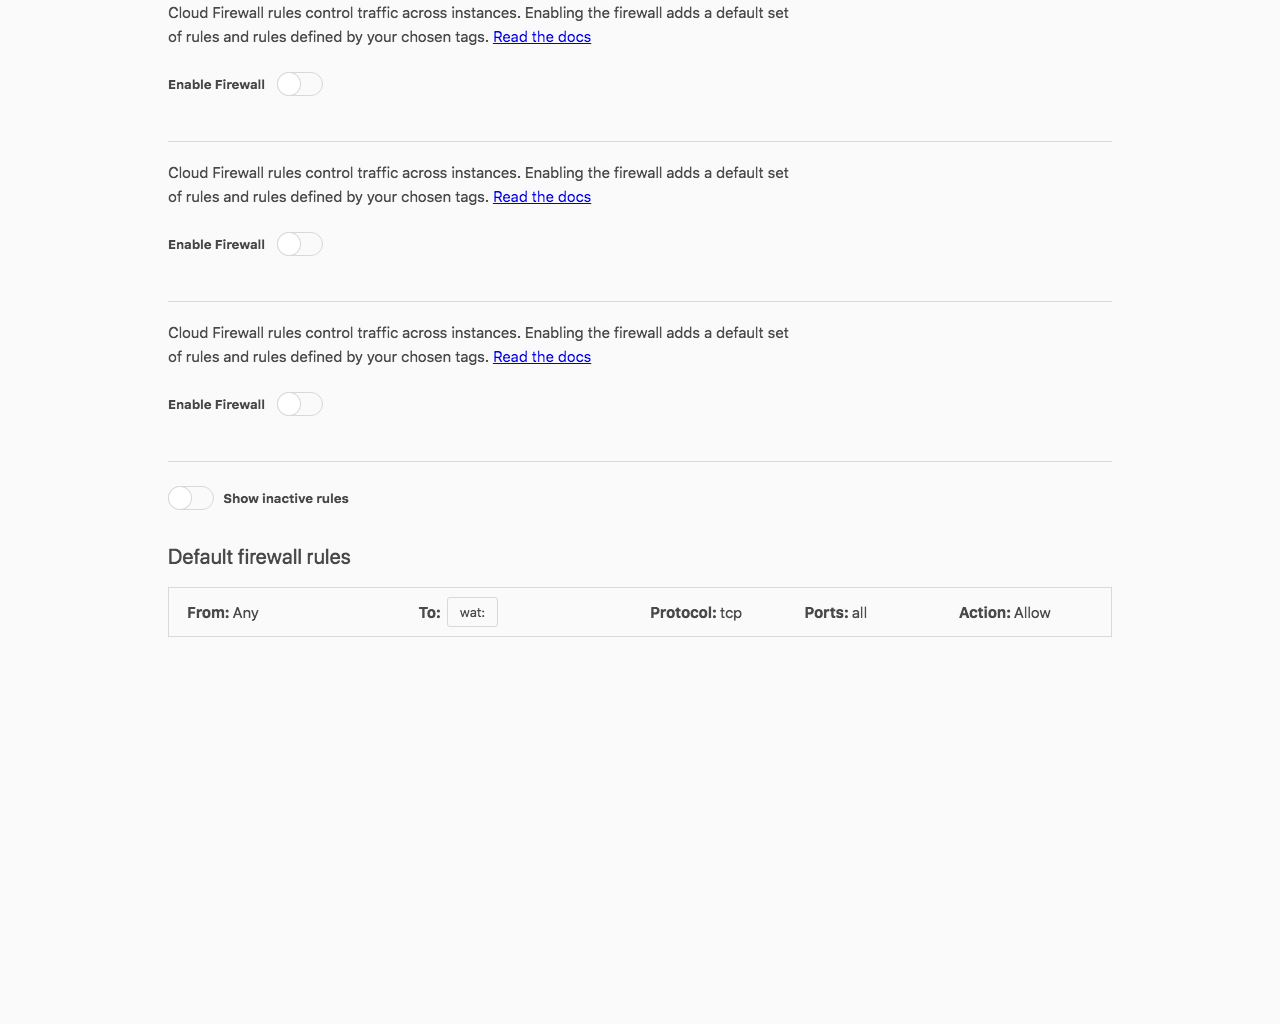 Cloud Firewall rules control traffic across instances. Enabling the firewall adds a default set
of rules and rules defined by your chosen tags. Read the docs
Enable Firewall
Cloud Firewall rules control traffic across instances. Enabling the firewall adds a default set
of rules and rules defined by your chosen tags. Read the docs
Enable Firewall
Cloud Firewall rules control traffic across instances. Enabling the firewall adds a default set
of rules and rules defined by your chosen tags. Read the docs
Enable Firewall
Show inactive rules
Default firewall rules
From: Any To: wat: Protocol: tcp Ports: all Action: Allow